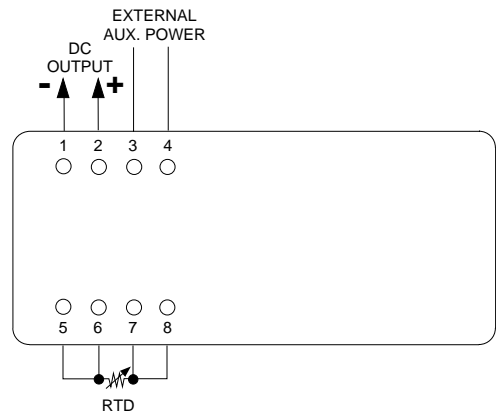 EXTERNAL
AUX. POWER
DC
OUTPUT
- +
1 2 3 4
5 6 7 8
RTD